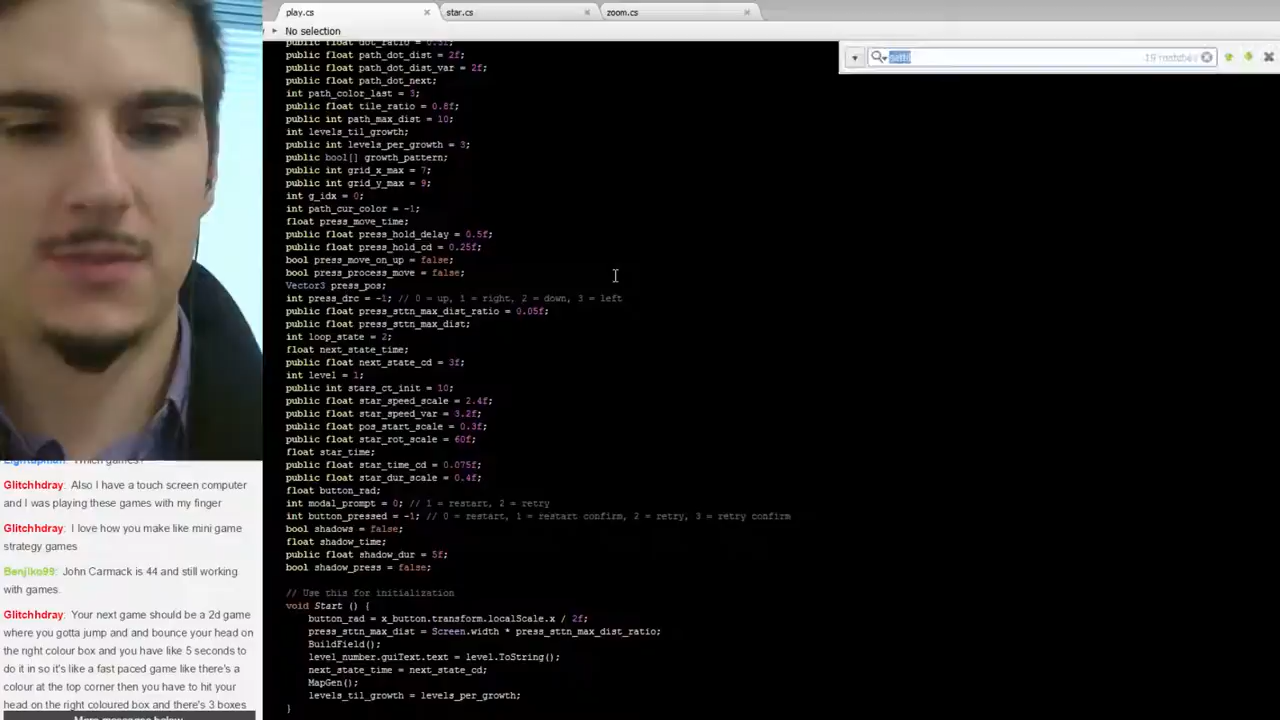 play.cs
star.cs
zoom.cs
No selection
path
19 matches
public float dot_ratio = 0.3f;
public float path_dot_dist = 2f;
public float path_dot_dist_var = 2f;
public float path_dot_next;
int path_color_last = 3;
public float tile_ratio = 0.8f;
public int path_max_dist = 10;
int levels_til_growth;
public int levels_per_growth = 3;
public bool[] growth_pattern;
public int grid_x_max = 7;
public int grid_y_max = 9;
int g_idx = 0;
int path_cur_color = -1;
float press_move_time;
public float press_hold_delay = 0.5f;
public float press_hold_cd = 0.25f;
bool press_move_on_up = false;
bool press_process_move = false;
Vector3 press_pos;
int press_drc = -1; // 0 = up, 1 = right, 2 = down, 3 = left
public float press_sttn_max_dist_ratio = 0.05f;
public float press_sttn_max_dist;
int loop_state = 2;
float next_state_time;
public float next_state_cd = 3f;
int level = 1;
public int stars_ct_init = 10;
public float star_speed_scale = 2.4f;
public float star_speed_var = 3.2f;
public float pos_start_scale = 0.3f;
public float star_rot_scale = 60f;
float star_time;
public float star_time_cd = 0.075f;
public float star_dur_scale = 0.4f;
float button_rad;
int modal_prompt = 0; // 1 = restart, 2 = retry
int button_pressed = -1; // 0 = restart, 1 = restart confirm, 2 = retry, 3 = retry confirm
bool shadows = false;
float shadow_time;
public float shadow_dur = 5f;
bool shadow_press = false;
// Use this for initialization
void Start () {
button_rad = x_button.transform.localScale.x / 2f;
press_sttn_max_dist = Screen.width * press_sttn_max_dist_ratio;
BuildField();
level_number.guiText.text = level.ToString();
next_state_time = next_state_cd;
MapGen();
levels_til_growth = levels_per_growth;
}
Which games?
Glitchhdray: Also I have a touch screen computer
and I was playing these games with my finger
Glitchhdray: I love how you make like mini game
strategy games
Benjiko99: John Carmack is 44 and still working
with games.
Glitchhdray: Your next game should be a 2d game
where you gotta jump and and bounce your head on
the right colour box and you have like 5 seconds to
do it in so it's like a fast paced game like there's a
colour at the top corner then you have to hit your
head on the right coloured box and there's 3 boxes
More messages below